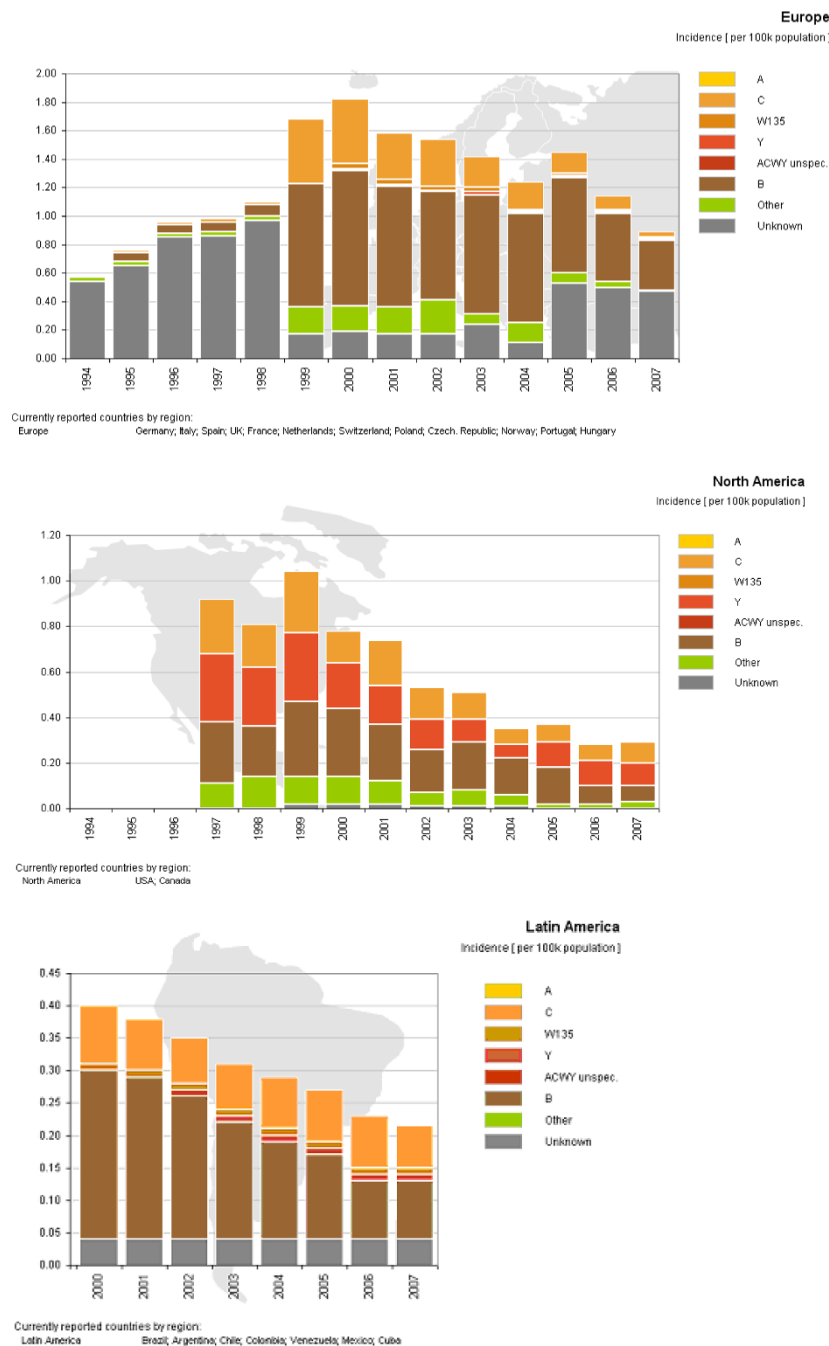 Europe
Incidence [ per 100k population ]
2.00
1.80
1.60
1.40
1.20
1.00
0.80
0.60
0.40
0.20
0.00
A
C
W135
Y
ACWY unspec.
B
Other
Unknown
1994 1995 1996 1997 1998 1999 2000 2001 2002 2003 2004 2005 2006 2007
Currently reported countries by region:
Europe Germany; Italy; Spain; UK; France; Netherlands; Switzerland; Poland; Czech. Republic; Norway; Portugal; Hungary
North America
Incidence [ per 100k population ]
1.20
1.00
0.80
0.60
0.40
0.20
0.00
A
C
W135
Y
ACWY unspec.
B
Other
Unknown
1994 1995 1996 1997 1998 1999 2000 2001 2002 2003 2004 2005 2006 2007
Currently reported countries by region:
North America USA; Canada
Latin America
Incidence [ per 100k population ]
0.45
0.40
0.35
0.30
0.25
0.20
0.15
0.10
0.05
0.00
A
C
W135
Y
ACWY unspec.
B
Other
Unknown
2000 2001 2002 2003 2004 2005 2006 2007
Currently reported countries by region:
Latin America Brazil; Argentina; Chile; Colombia; Venezuela; Mexico; Cuba